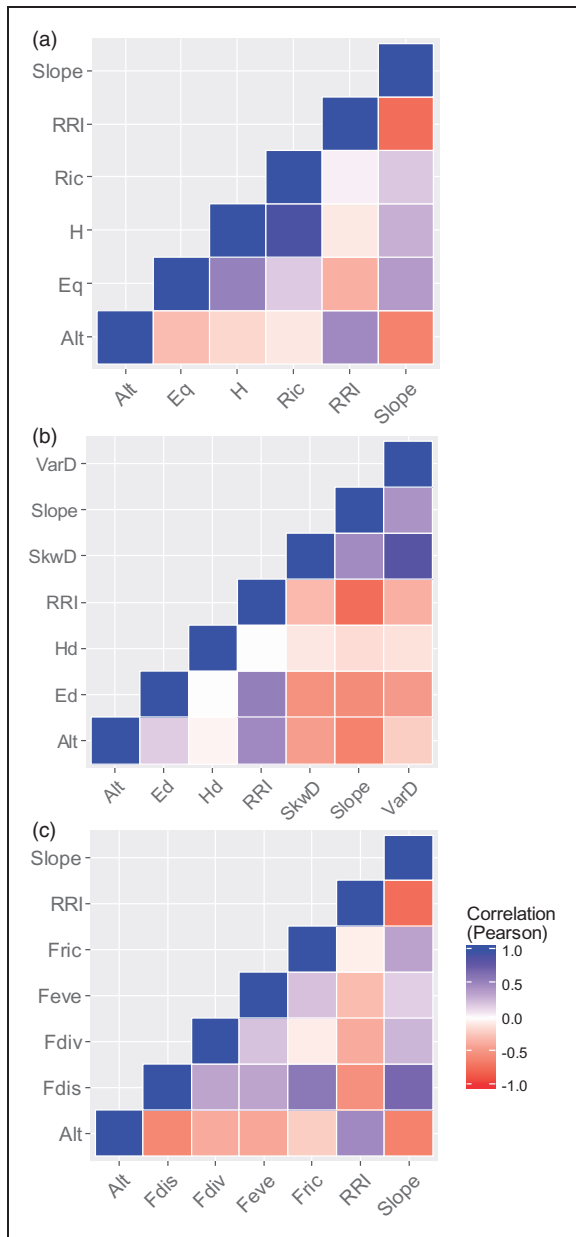 (a)
Slope
RRI
Ric
H
Eq
Alt
Alt Eq H Ric RRI Slope
(b)
VarD
Slope
SkwD
RRI
Hd
Ed
Alt
Alt Ed Hd RRI SkwD Slope VarD
(c)
Slope
RRI
Fric
Feve
Fdiv
Fdis
Alt
Alt Fdis Fdiv Feve Fric RRI Slope
Correlation
(Pearson)
1.0
0.5
0.0
-0.5
-1.0